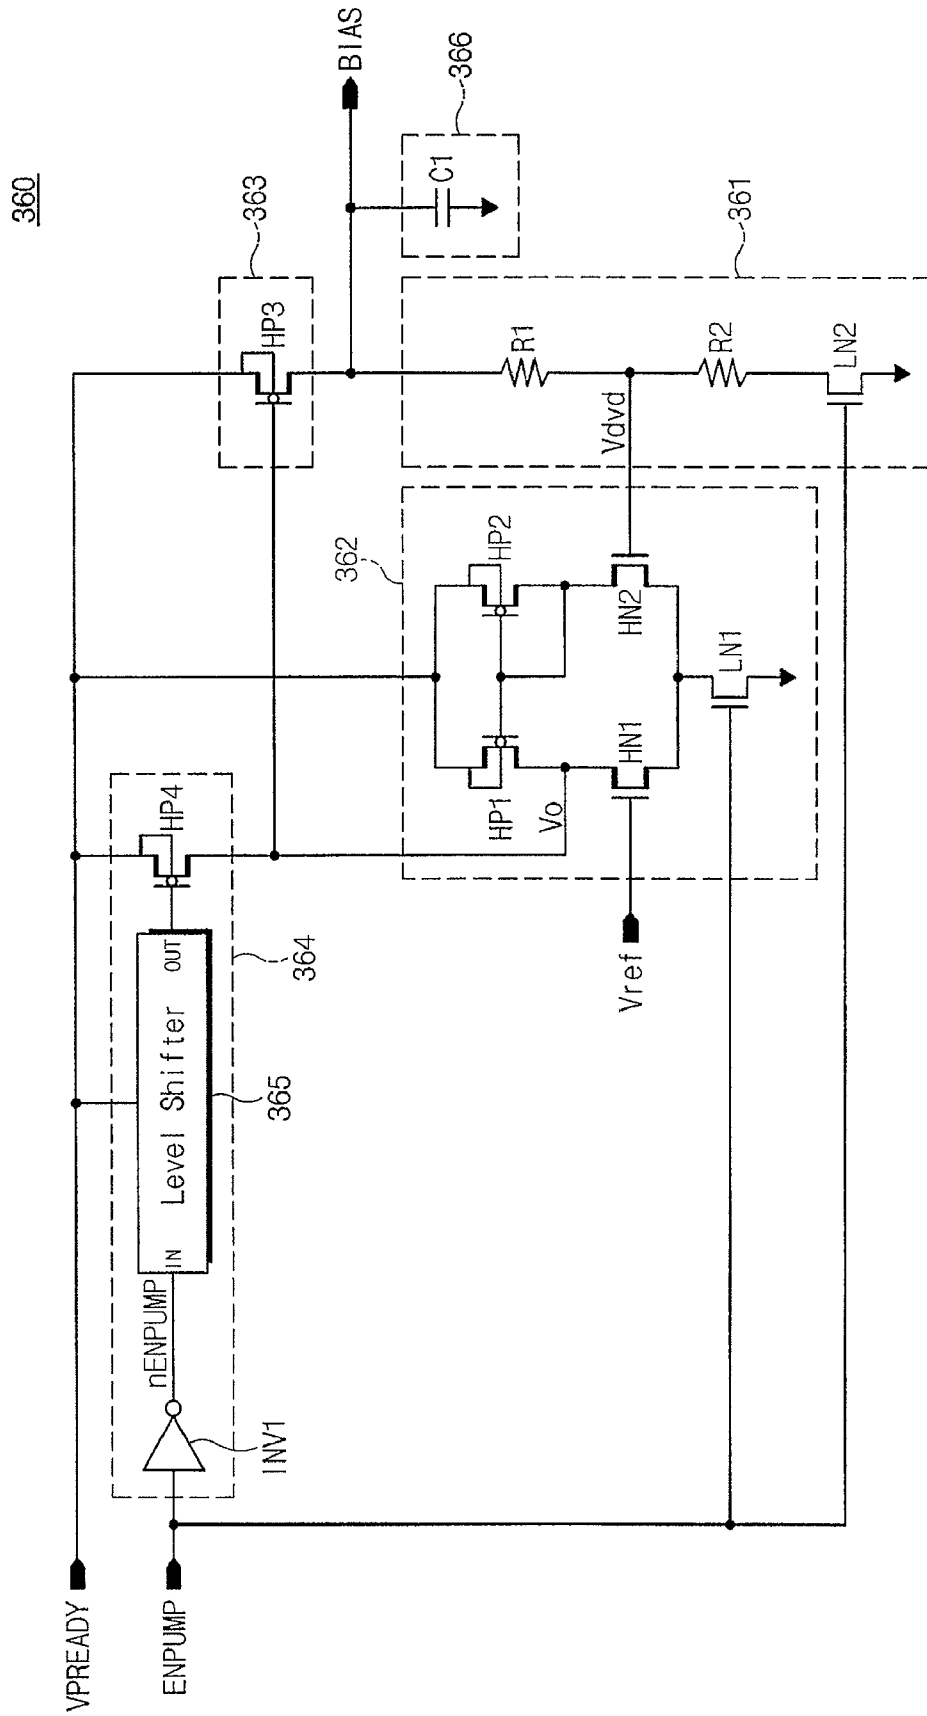 360
VPREADY
ENPUMP
INV1
nENPUMP
IN
Level Shifter
OUT
365
364
HP4
363
HP3
BIAS
366
C1
362
HP1
HP2
Vo
Vref
HN1
HN2
LN1
361
R1
Vdvd
R2
LN2